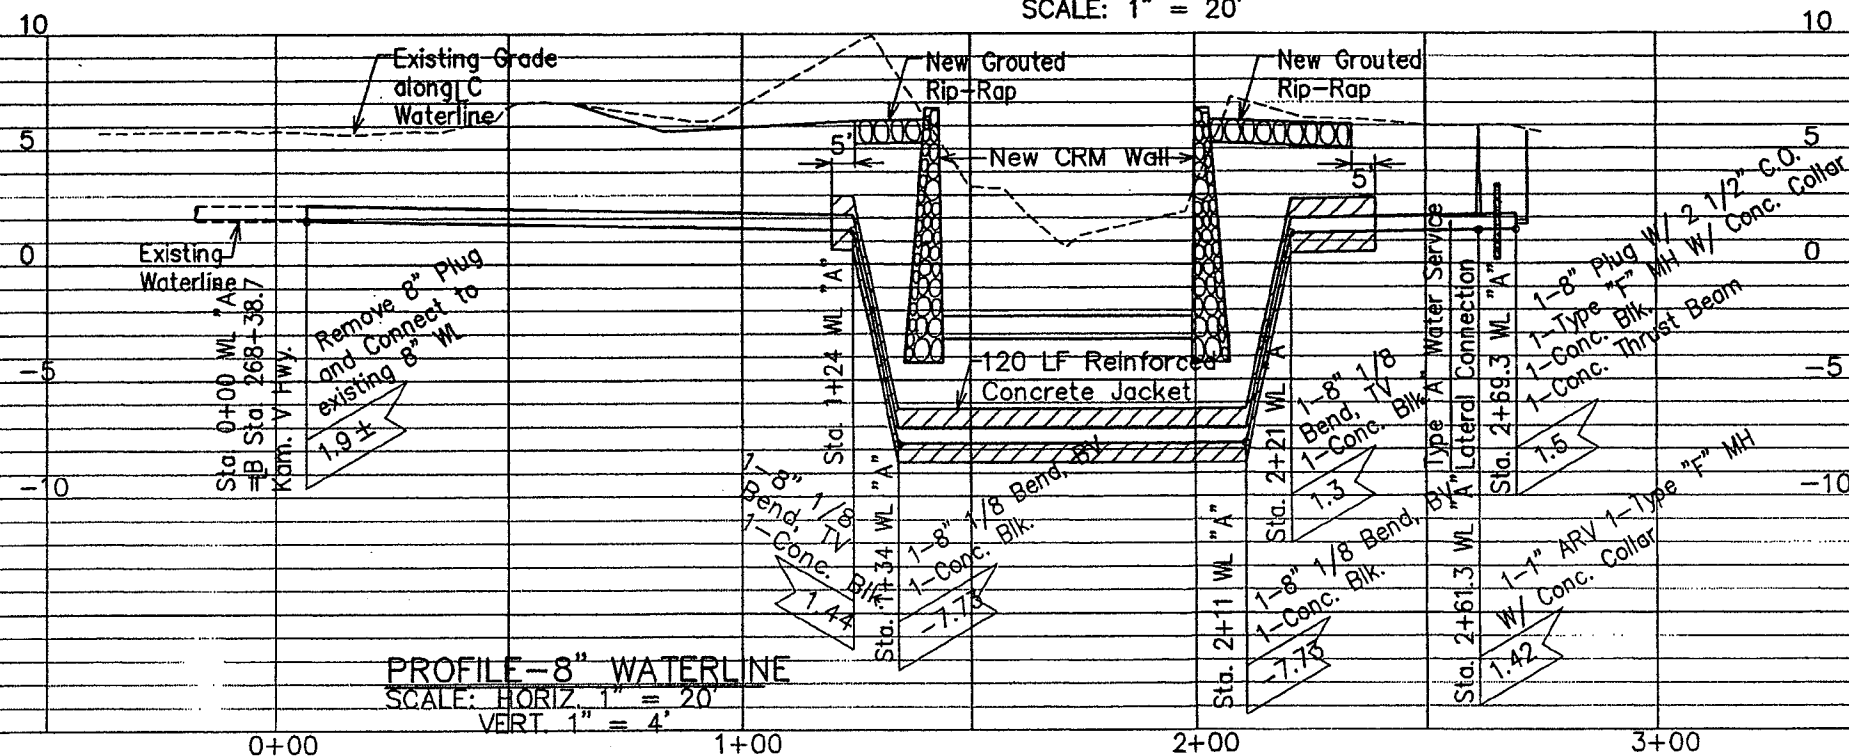 SCALE: 1" = 20'
10
10
Existing Grade
along ℄
Waterline
New Grouted
Rip-Rap
New Grouted
Rip-Rap
5
5
5'
5'
New CRM Wall
0
0
Existing
Waterline
-5
-5
-10
-10
Sta. 0+00 WL "A"
=B Sta. 268+38.7
Kam. V Hwy.
Remove 8" Plug
and Connect to
existing 8" WL
1.9±
Sta. 1+24 WL "A"
1-8" 1/8
Bend, TV
1-Conc. Blk.
1.44
Sta. 1+34 WL "A"
1-8" 1/8 Bend, BV
1-Conc. Blk.
-7.73
120 LF Reinforced
Concrete Jacket
Sta. 2+11 WL "A"
1-8" 1/8 Bend, BV
1-Conc. Blk.
-7.73
Sta. 2+21 WL "A"
1-8" 1/8
Bend, TV
1-Conc. Blk.
1.3
Type "A" Water Service
"A" Lateral Connection
Sta. 2+61.3 WL
1-1" ARV 1-Type "F" MH
W/ Conc. Collar
1.42
Sta. 2+69.3 WL "A"
1-8" Plug W/ 2 1/2" C.O.
1-Type "F" MH W/ Conc. Collar
1-Conc. Blk.
1-Conc. Thrust Beam
1.5
PROFILE-8" WATERLINE
SCALE: HORIZ. 1" = 20'
VERT. 1" = 4'
0+00
1+00
2+00
3+00